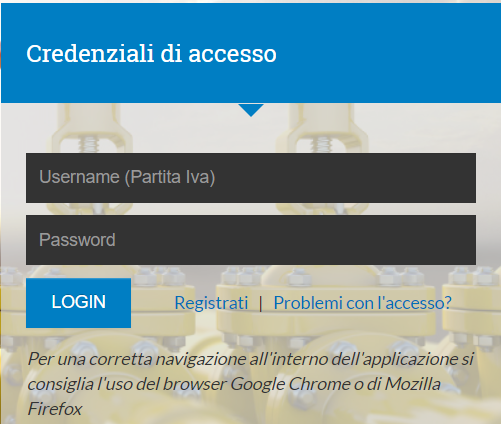 Credenziali di accesso
Username (Partita Iva)
Password
LOGIN Registrati | Problemi con l'accesso?
Per una corretta navigazione all'interno dell'applicazione si
consiglia l'uso del browser Google Chrome o di Mozilla
Firefox